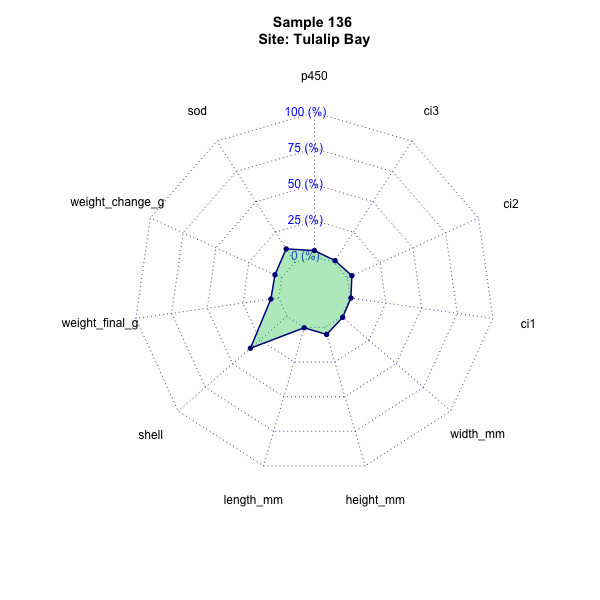 Sample 136
Site: Tulalip Bay
p450
sod
ci3
100 (%)
75 (%)
50 (%)
25 (%)
0 (%)
weight_change_g
ci2
weight_final_g
ci1
shell
width_mm
length_mm
height_mm